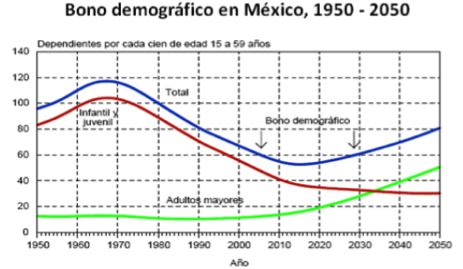 Bono demográfico en México, 1950 - 2050
Dependientes por cada cien de edad 15 a 59 años
140
120
100
80
60
40
20
0
Total
Infantil y
juvenil
Bono demográfico
Adultos mayores
1950 1960 1970 1980 1990 2000 2010 2020 2030 2040 2050
Año